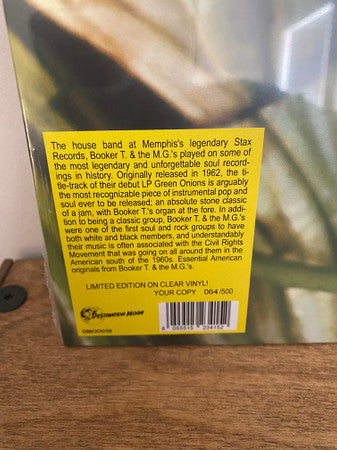 The house band at Memphis's legendary Stax
Records, Booker T. & the M.G.'s played on some of
the most legendary and unforgettable soul record-
ings in history. Originally released in 1962, the ti-
tle-track of their debut LP Green Onions is arguably
the most recognizable piece of instrumental pop and
soul ever to be released; an absolute stone classic
of a jam, with Booker T.'s organ at the fore. In addi-
tion to being a classic group, Booker T. & the M.G.'s
were one of the first soul and rock groups to have
both white and black members, and understandably
their music is often associated with the Civil Rights
Movement that was going on all around them in the
American south of the 1960s. Essential American
originals from Booker T. & the M.G.'s.
LIMITED EDITION ON CLEAR VINYL!
YOUR COPY 064/500
DESTINATION MOON
DMOO036
8 055515 234152